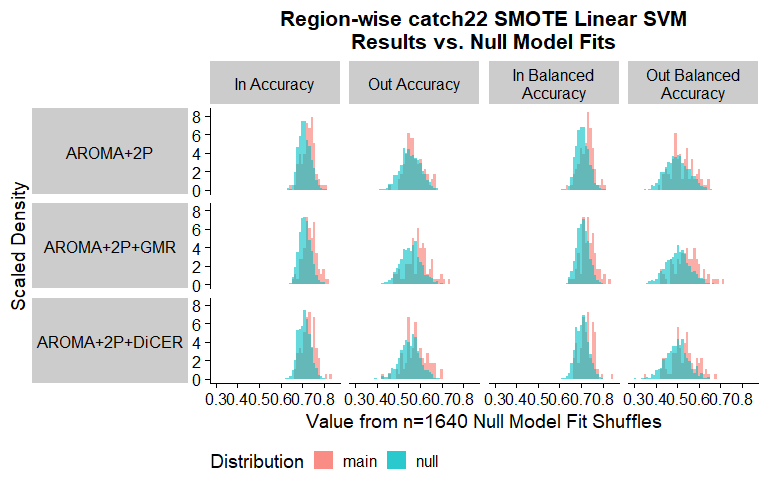 Region-wise catch22 SMOTE Linear SVM
Results vs. Null Model Fits
In Accuracy
Out Accuracy
In Balanced
Accuracy
Out Balanced
Accuracy
Scaled Density
AROMA+2P
8
6
4
2
0
AROMA+2P+GMR
8
6
4
2
0
AROMA+2P+DiCER
8
6
4
2
0
0.30.40.50.60.70.8 0.30.40.50.60.70.8 0.30.40.50.60.70.8 0.30.40.50.60.70.8
Value from n=1640 Null Model Fit Shuffles
Distribution main null